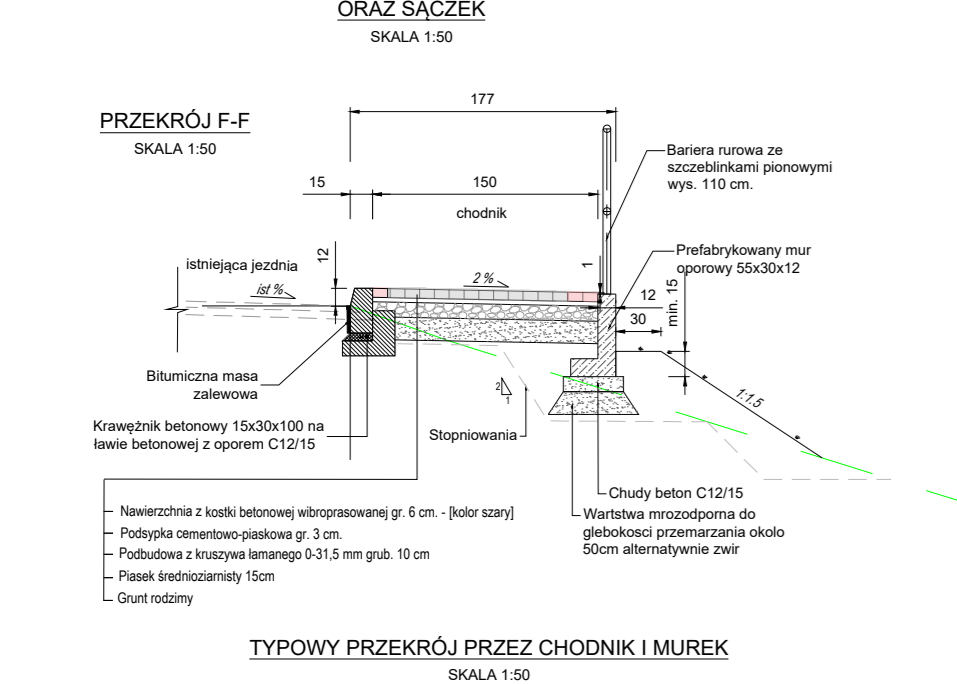 ORAZ SĄCZEK
SKALA 1:50
177
PRZEKRÓJ F-F
SKALA 1:50
Bariera rurowa ze
szczeblinkami pionowymi
wys. 110 cm.
15
150
chodnik
Prefabrykowany mur
oporowy 55x30x12
12
istniejąca jezdnia
ist %
2 %
1
12
min. 15
30
Bitumiczna masa
zalewowa
2
1
1:1.5
Krawężnik betonowy 15x30x100 na
ławie betonowej z oporem C12/15
Stopniowania
Chudy beton C12/15
Wartstwa mrozodporna do
glebokosci przemarzania okolo
50cm alternatywnie zwir
Nawierzchnia z kostki betonowej wibroprasowanej gr. 6 cm. - [kolor szary]
Podsypka cementowo-piaskowa gr. 3 cm.
Podbudowa z kruszywa łamanego 0-31,5 mm grub. 10 cm
Piasek średnioziarnisty 15cm
Grunt rodzimy
TYPOWY PRZEKRÓJ PRZEZ CHODNIK I MUREK
SKALA 1:50